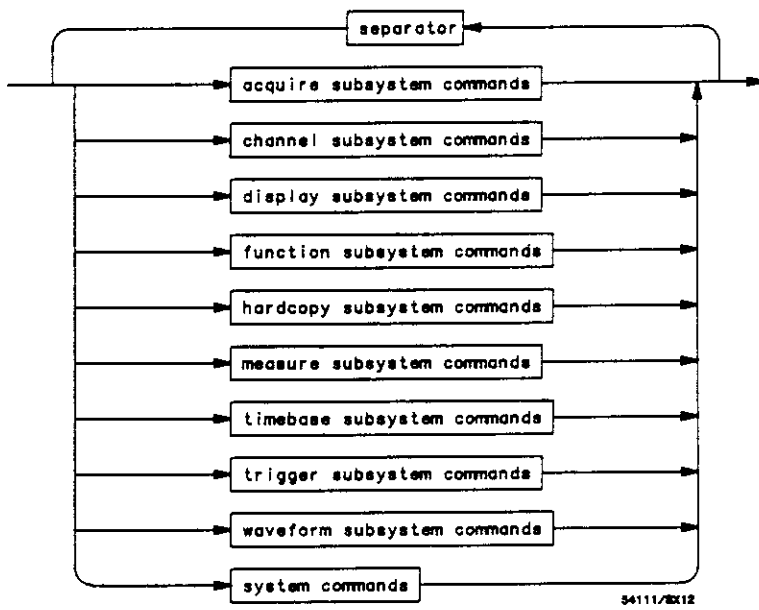 separator
acquire subsystem commands
channel subsystem commands
display subsystem commands
function subsystem commands
hardcopy subsystem commands
measure subsystem commands
timebase subsystem commands
trigger subsystem commands
waveform subsystem commands
system commands
54111/BX12